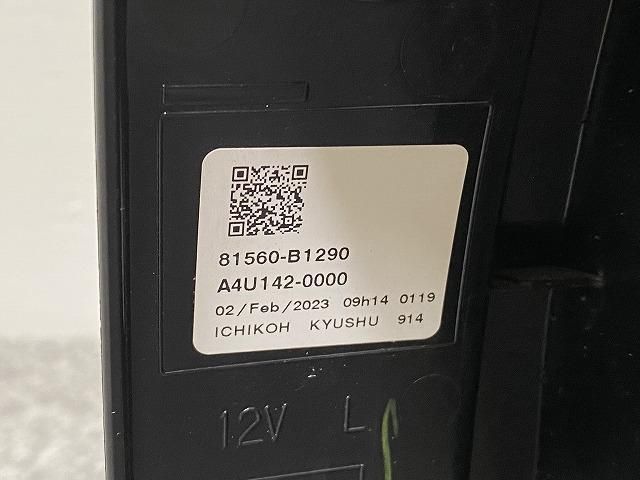 81560-B1290
A4U142-0000
02/Feb/2023 09h14 0119
ICHIKOH KYUSHU 914
12V L